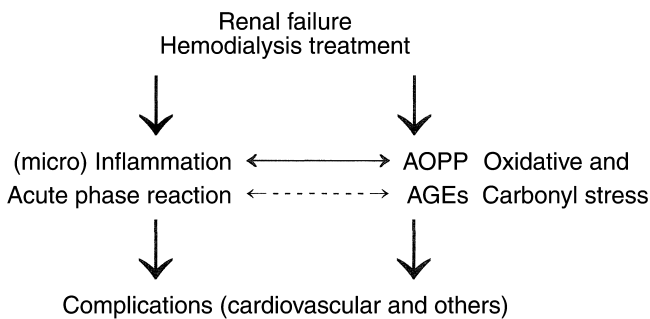 Renal failure
Hemodialysis treatment
(micro) Inflammation AOPP Oxidative and
Acute phase reaction AGEs Carbonyl stress
Complications (cardiovascular and others)